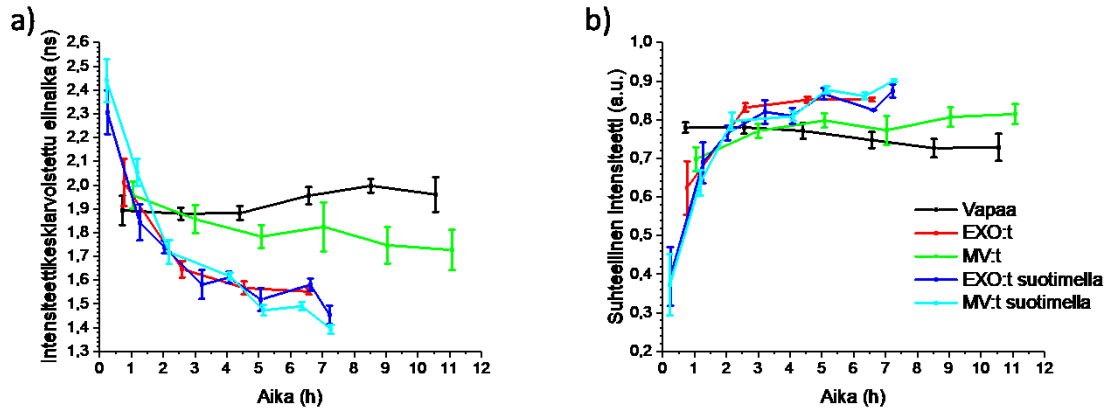 a)
Intensiteettikeskiarvoistettu elinaika (ns)
2,6
2,5
2,4
2,3
2,2
2,1
2,0
1,9
1,8
1,7
1,6
1,5
1,4
1,3
0 1 2 3 4 5 6 7 8 9 10 11 12
Aika (h)
b)
Suhteellinen intensiteetti (a.u.)
1,0
0,9
0,8
0,7
0,6
0,5
0,4
0,3
0,2
Vapaa
EXO:t
MV:t
EXO:t suotimella
MV:t suotimella
0 1 2 3 4 5 6 7 8 9 10 11 12
Aika (h)